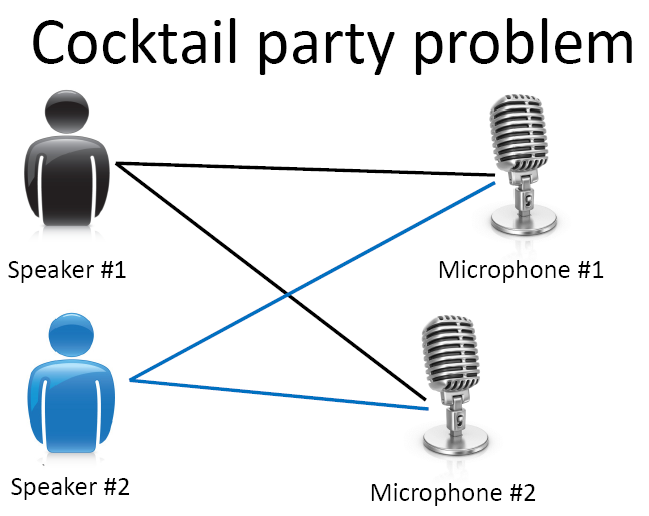 Cocktail party problem
Speaker #1
Microphone #1
Speaker #2
Microphone #2